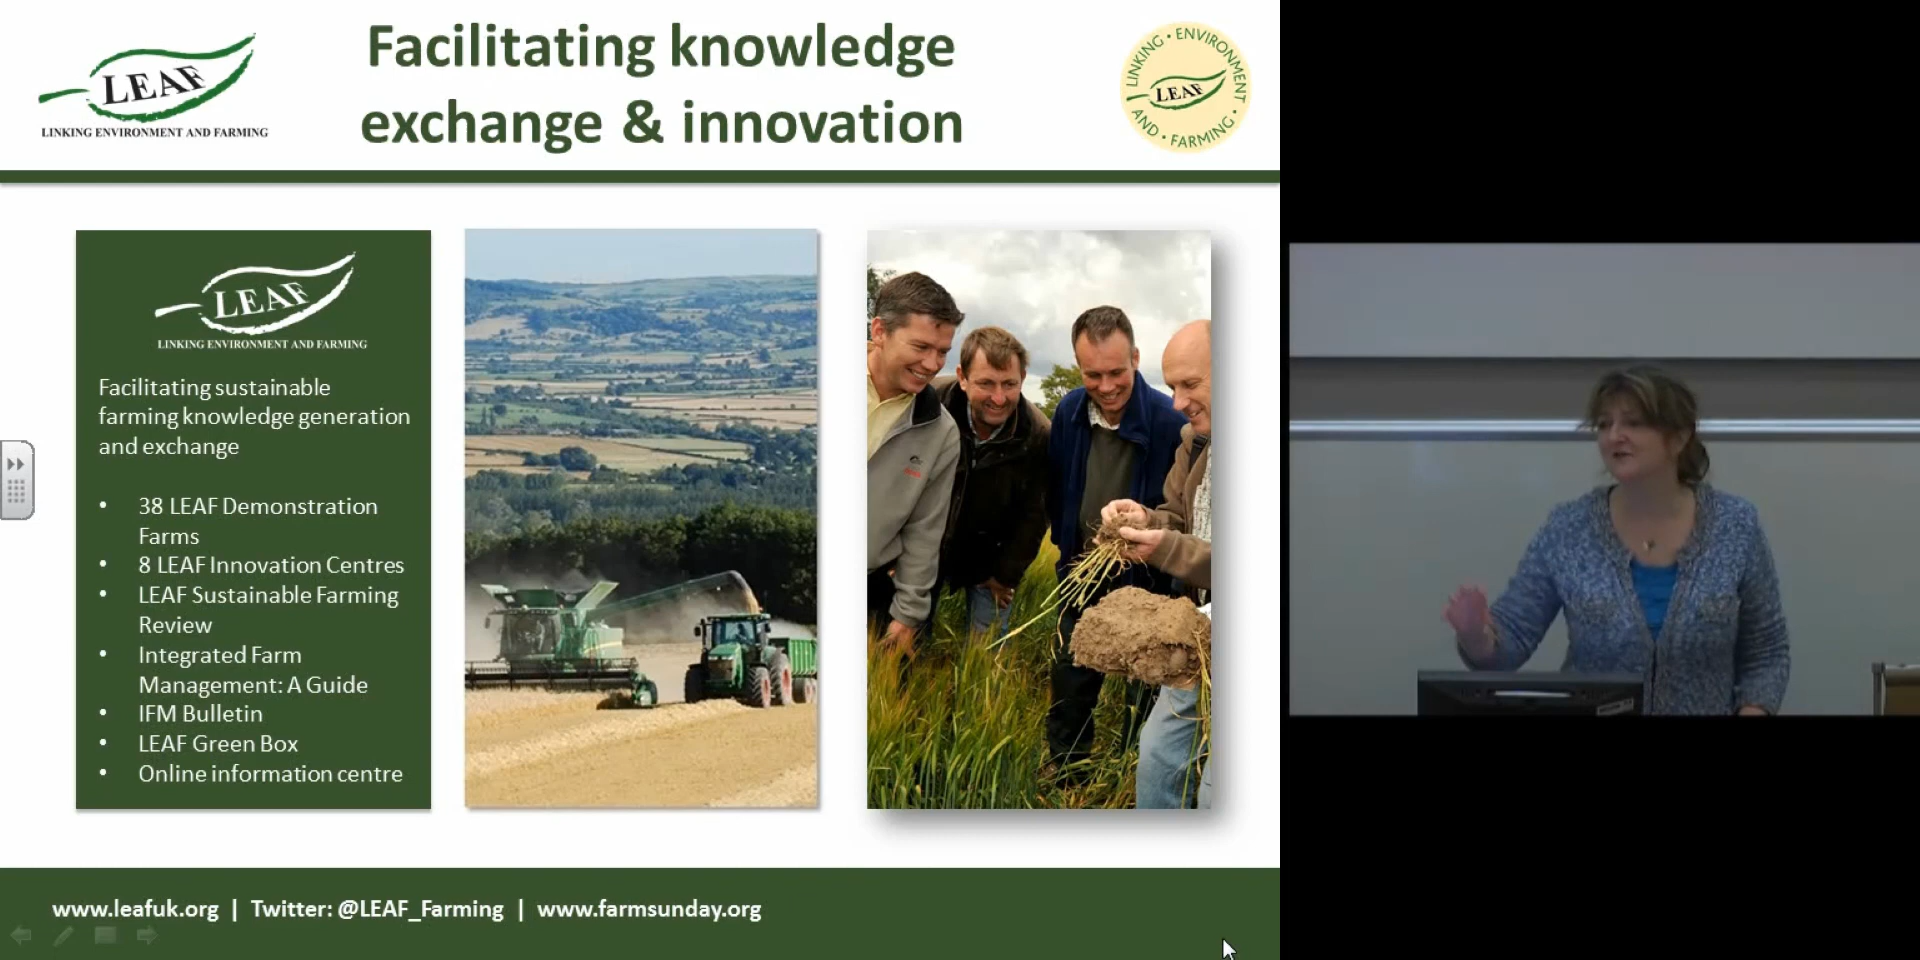 Facilitating knowledge
exchange & innovation
LEAF
LINKING ENVIRONMENT AND FARMING
LINKING • ENVIRONMENT
LEAF
AND • FARMING •
LEAF
LINKING ENVIRONMENT AND FARMING
Facilitating sustainable
farming knowledge generation
and exchange
• 38 LEAF Demonstration
Farms
• 8 LEAF Innovation Centres
• LEAF Sustainable Farming
Review
• Integrated Farm
Management: A Guide
• IFM Bulletin
• LEAF Green Box
• Online information centre
www.leafuk.org | Twitter: @LEAF_Farming | www.farmsunday.org